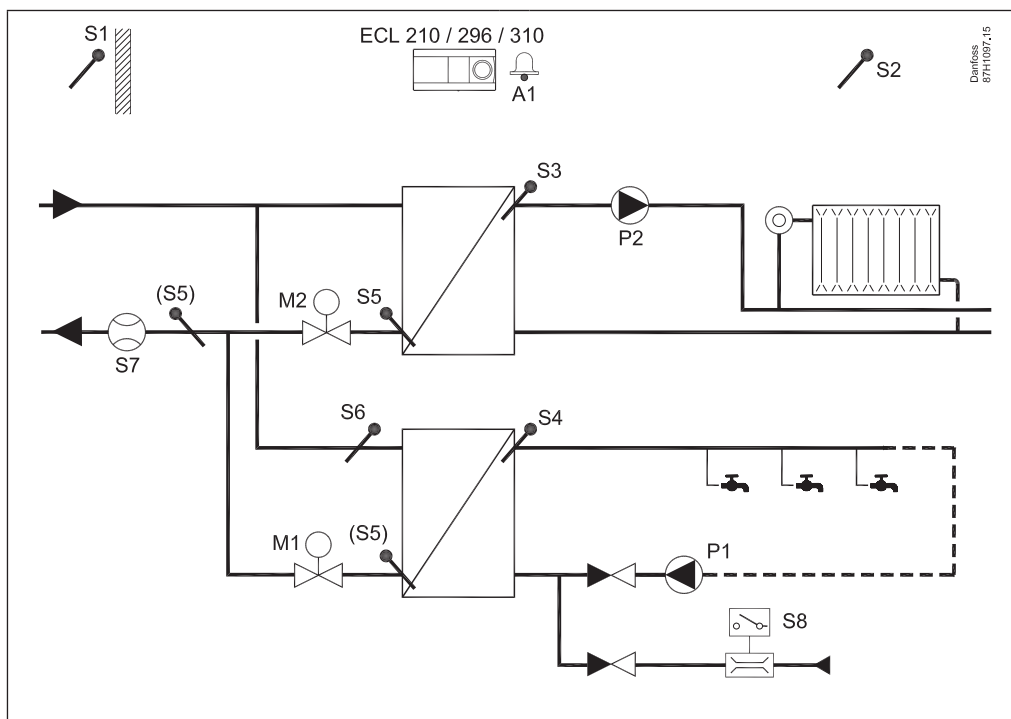 S1
ECL 210 / 296 / 310
A1
S2
Danfoss
87H1097.15
S3
P2
(S5)
M2
S5
S7
S6
S4
M1
(S5)
P1
S8